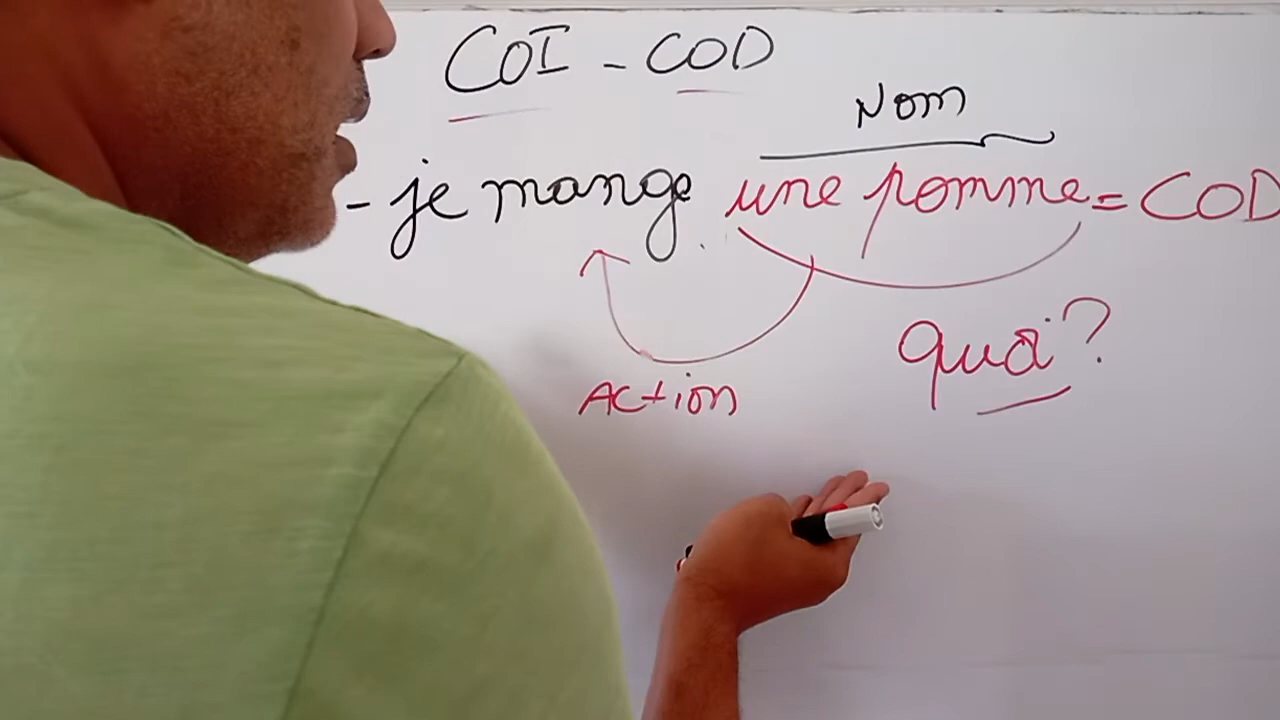 COI - COD
Nom
- je mange une pomme = COD
quoi ?
Action